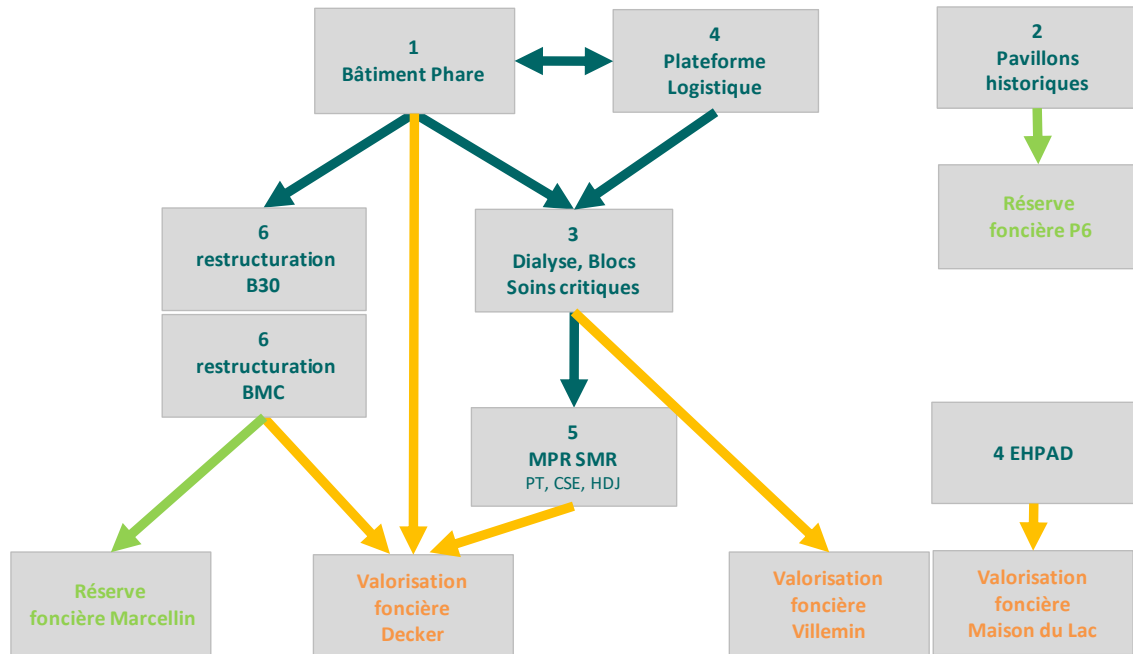 1
Bâtiment Phare
4
Plateforme
Logistique
2
Pavillons
historiques
Réserve
foncière P6
6
restructuration
B30
3
Dialyse, Blocs
Soins critiques
6
restructuration
BMC
5
MPR SMR
PT, CSE, HDJ
4 EHPAD
Réserve
foncière Marcellin
Valorisation
foncière
Decker
Valorisation
foncière
Villemin
Valorisation
foncière
Maison du Lac